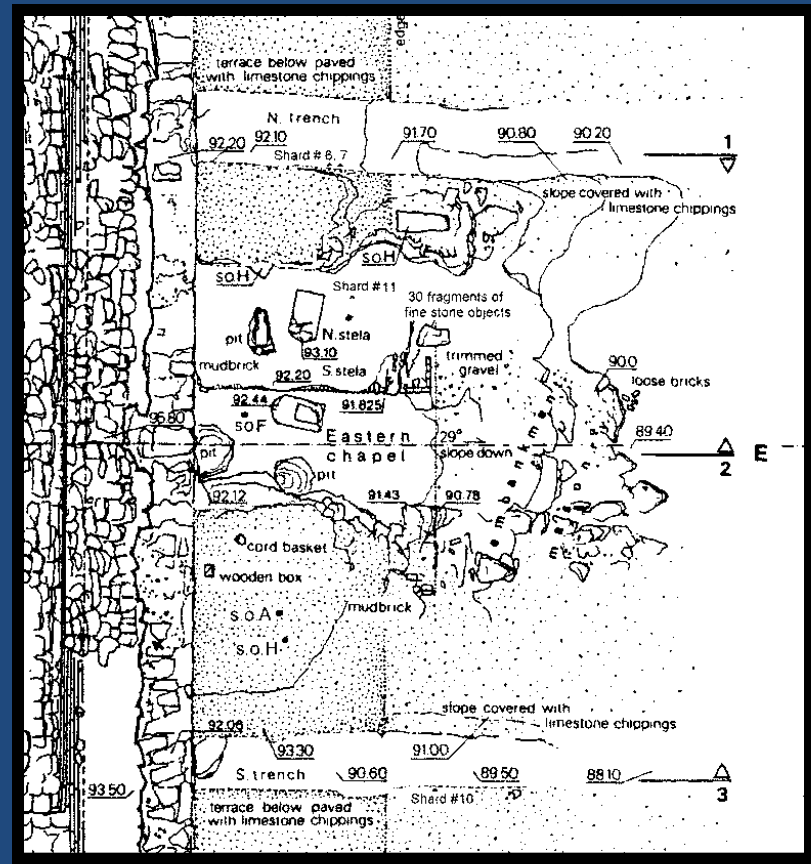 edge
terrace below paved
with limestone chippings
N. trench
92.20 92.10 91.70 90.80 90.20 1
Shard # 6, 7
slope covered with
limestone chippings
s.o.H s.o.H
Shard #11
30 fragments of
fine stone objects
pit N. stela
93.10 trimmed
gravel
mudbrick S. stela 90.0
92.20 loose bricks
92.44 91.825
s.o.F
89.40
Eastern
chapel
29°
slope down
E
2
pit
pit
embankment
92.12 91.43 90.78
cord basket
wooden box
mudbrick
s.o.A
s.o.H
slope covered with
limestone chippings
92.06
93.30 91.00
S. trench 90.60 89.50 88.10
93.50 3
terrace below paved
with limestone chippings
Shard #10